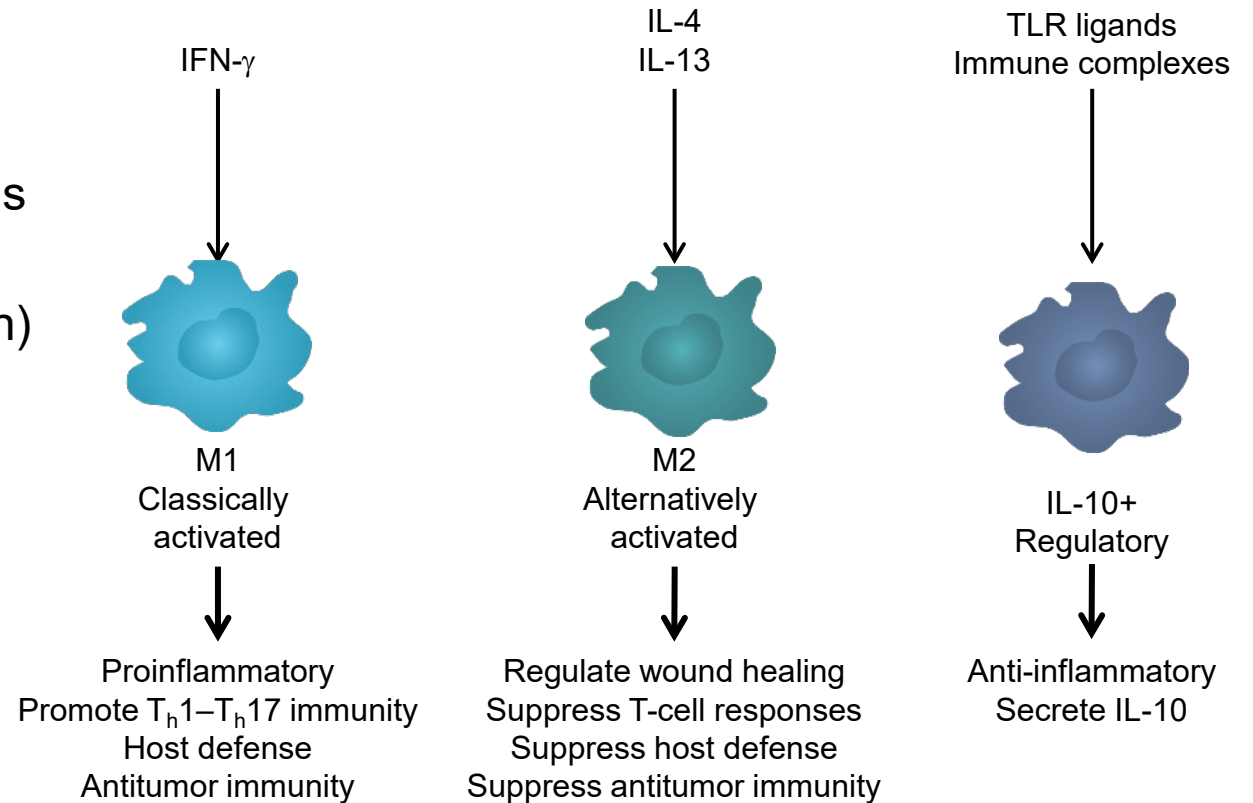 s
n)
IFN-γ
M1
Classically
activated
Proinflammatory
Promote Th1–Th17 immunity
Host defense
Antitumor immunity
IL-4
IL-13
M2
Alternatively
activated
Regulate wound healing
Suppress T-cell responses
Suppress host defense
Suppress antitumor immunity
TLR ligands
Immune complexes
IL-10+
Regulatory
Anti-inflammatory
Secrete IL-10